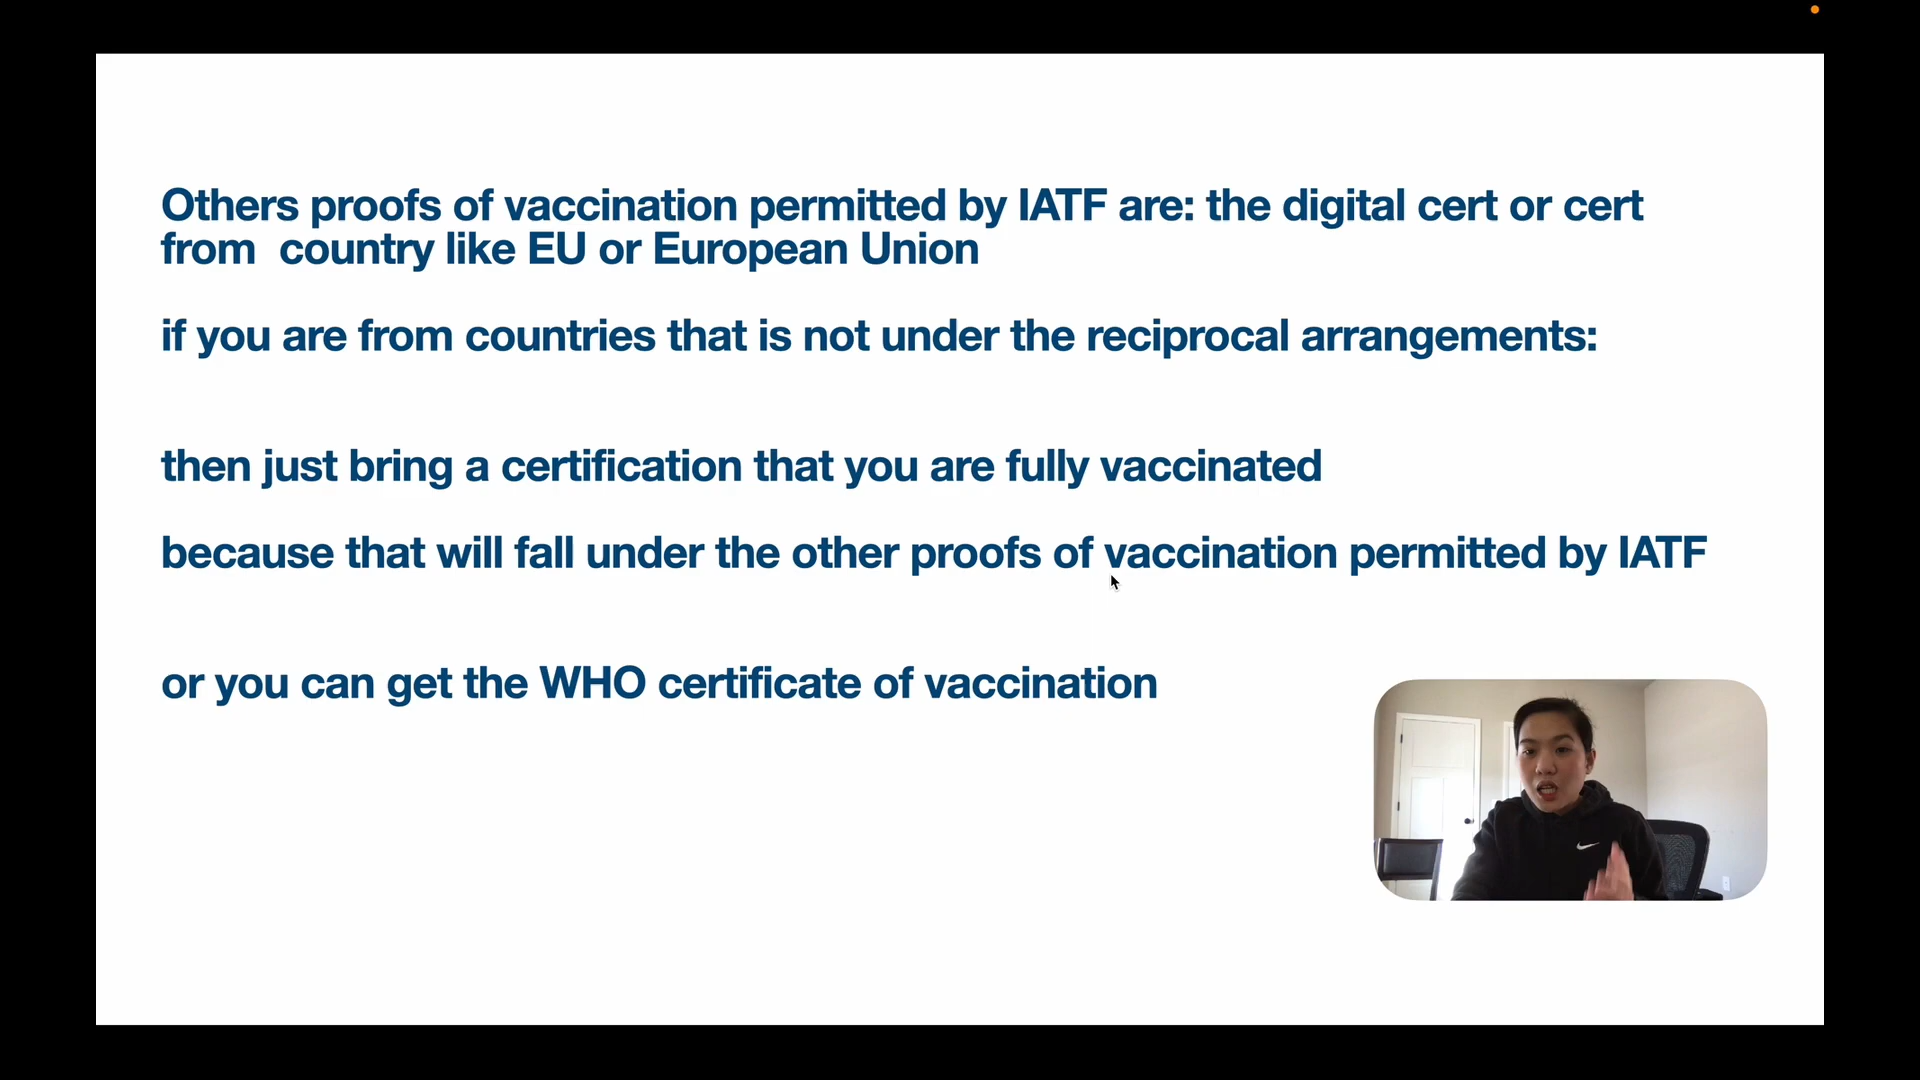 Others proofs of vaccination permitted by IATF are: the digital cert or cert
from  country like EU or European Union
if you are from countries that is not under the reciprocal arrangements:
then just bring a certification that you are fully vaccinated
because that will fall under the other proofs of vaccination permitted by IATF
or you can get the WHO certificate of vaccination